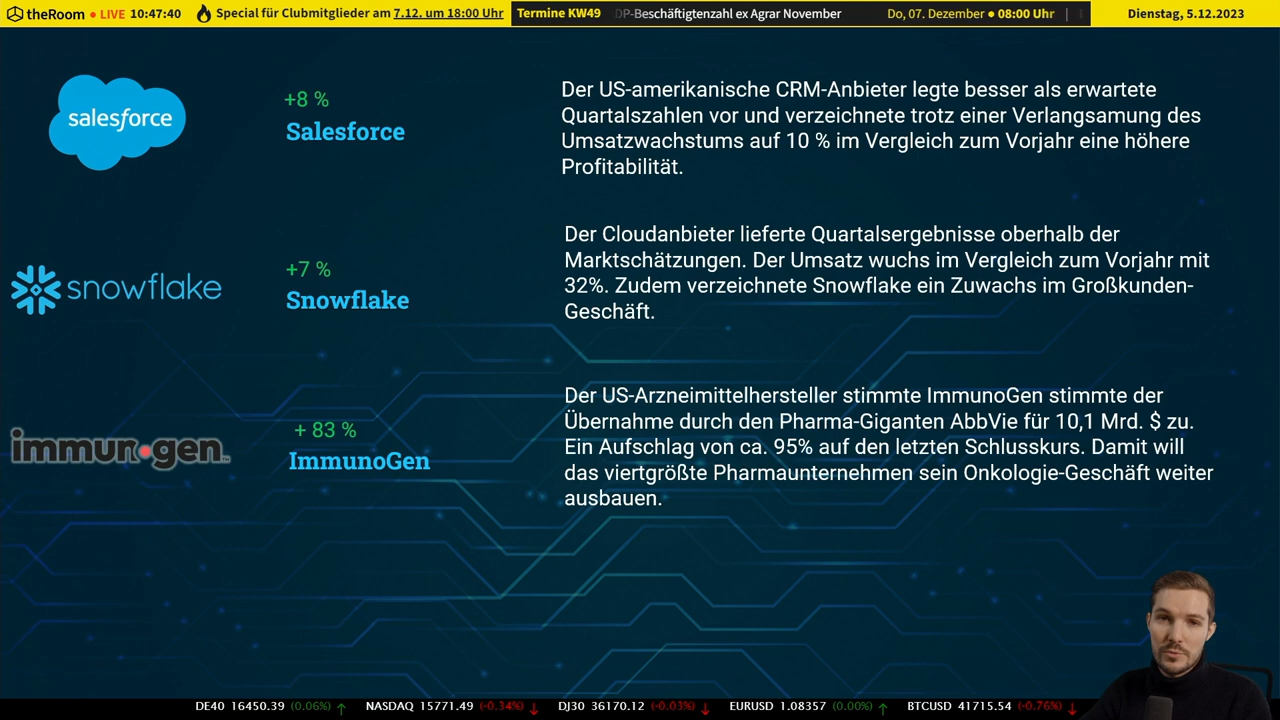 theRoom • LIVE 10:47:40 Special für Clubmitglieder am 7.12. um 18:00 Uhr Termine KW49 DP-Beschäftigtenzahl ex Agrar November Do, 07. Dezember • 08:00 Uhr | Dienstag, 5.12.2023
salesforce
+8 %
Salesforce
Der US-amerikanische CRM-Anbieter legte besser als erwartete
Quartalszahlen vor und verzeichnete trotz einer Verlangsamung des
Umsatzwachstums auf 10 % im Vergleich zum Vorjahr eine höhere
Profitabilität.
snowflake
+7 %
Snowflake
Der Cloudanbieter lieferte Quartalsergebnisse oberhalb der
Marktschätzungen. Der Umsatz wuchs im Vergleich zum Vorjahr mit
32%. Zudem verzeichnete Snowflake ein Zuwachs im Großkunden-
Geschäft.
immunogen
+ 83 %
ImmunoGen
Der US-Arzneimittelhersteller stimmte ImmunoGen stimmte der
Übernahme durch den Pharma-Giganten AbbVie für 10,1 Mrd. $ zu.
Ein Aufschlag von ca. 95% auf den letzten Schlusskurs. Damit will
das viertgrößte Pharmaunternehmen sein Onkologie-Geschäft weiter
ausbauen.
DE40 16450.39 (0.06%) ↑ NASDAQ 15771.49 (-0.34%) ↓ DJ30 36170.12 (-0.03%) ↓ EURUSD 1.08357 (0.00%) ↑ BTCUSD 41715.54 (-0.76%) ↓